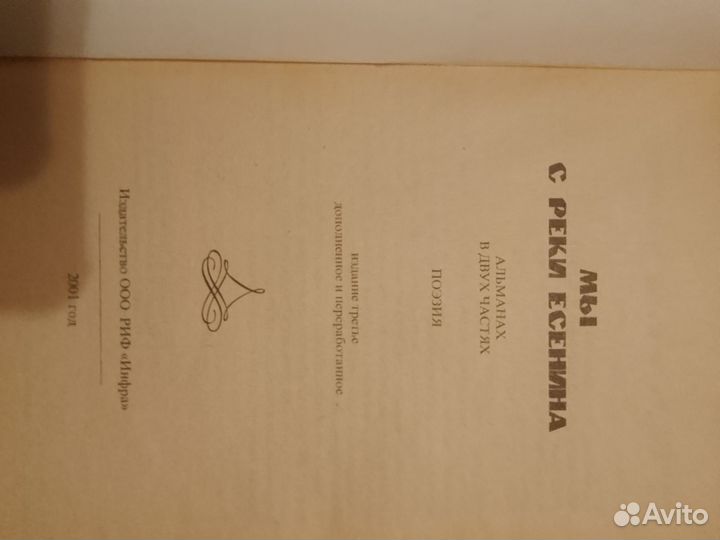 МЫ
С РЕКИ ЕСЕНИНА
АЛЬМАНАХ
В ДВУХ ЧАСТЯХ
ПОЭЗИЯ
издание третье
дополненное и переработанное
Издательство ООО РИФ «Инфра»
2001 год
Avito